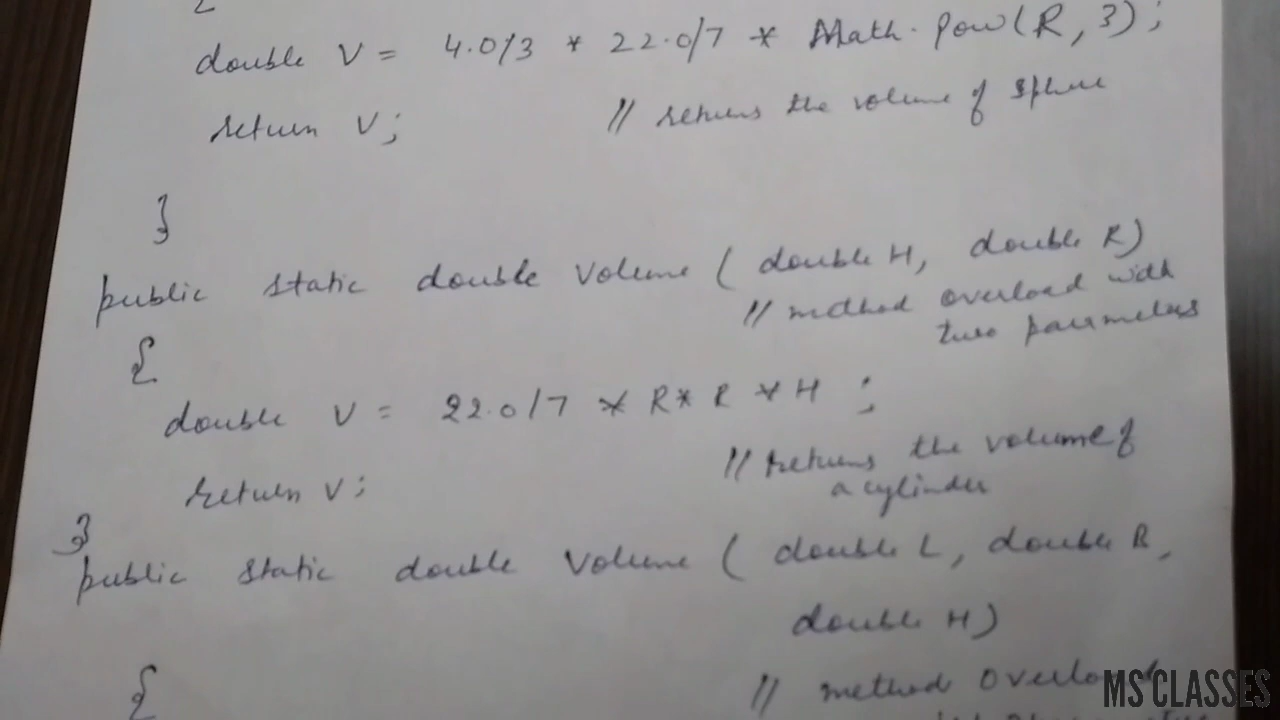 {
double V = 4.0/3 * 22.0/7 * Math.pow(R, 3);
return V; // returns the volume of sphere
}
public static double Volume ( double H, double R)
// method overload with
two parameters
{
double V = 22.0/7 * R* R * H ;
return V; // returns the volume of
a cylinder
}
public static double Volume ( double L, double B,
double H)
{ // method overload
MS CLASSES